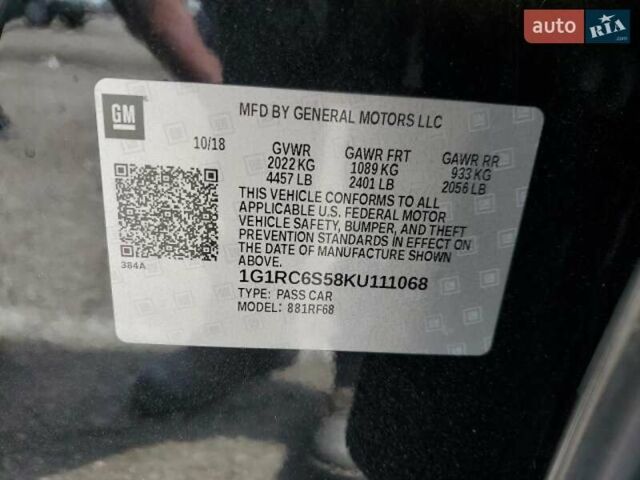 auto RIA
.com
GM
MFD BY GENERAL MOTORS LLC
10/18 GVWR GAWR FRT GAWR RR
2022 KG 1089 KG 933 KG
4457 LB 2401 LB 2056 LB
THIS VEHICLE CONFORMS TO ALL
APPLICABLE U.S. FEDERAL MOTOR
VEHICLE SAFETY, BUMPER, AND THEFT
PREVENTION STANDARDS IN EFFECT ON
THE DATE OF MANUFACTURE SHOWN
ABOVE.
384A
1G1RC6S58KU111068
TYPE: PASS CAR
MODEL: 881RF68